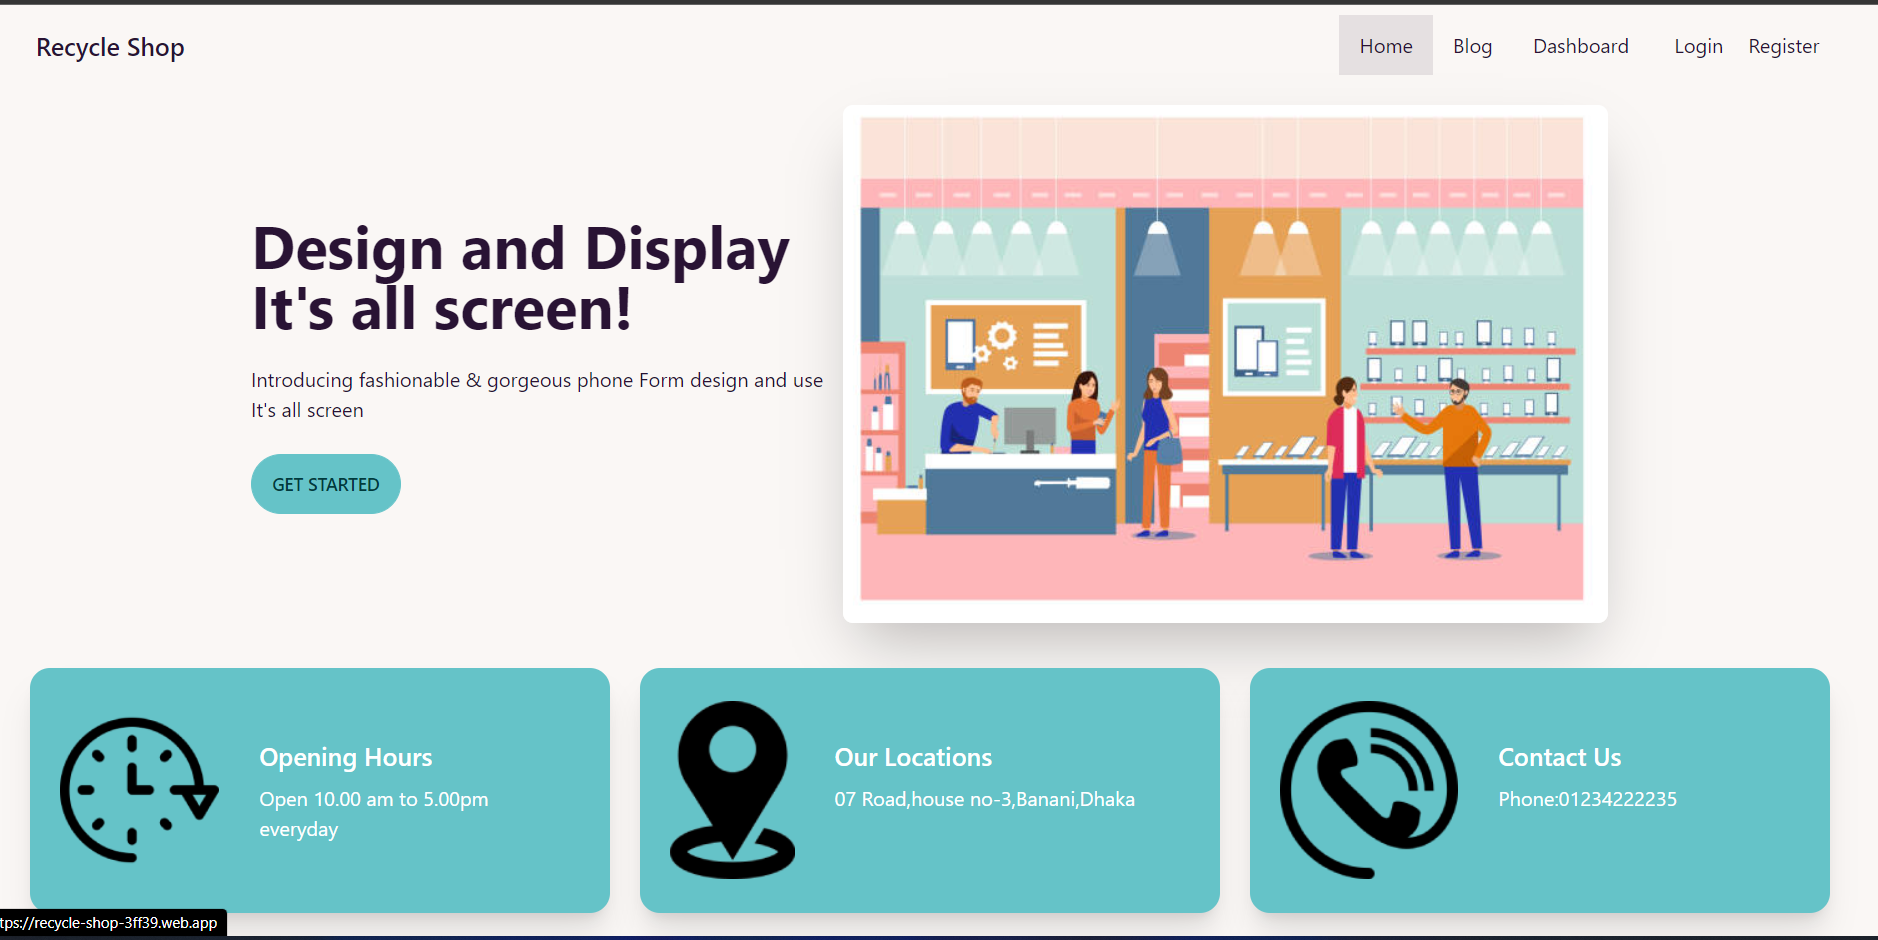 Recycle Shop
Home Blog Dashboard Login Register
Design and Display
It's all screen!
Introducing fashionable & gorgeous phone Form design and use
It's all screen
GET STARTED
Opening Hours
Open 10.00 am to 5.00pm
everyday
Our Locations
07 Road,house no-3,Banani,Dhaka
Contact Us
Phone:01234222235
tps://recycle-shop-3ff39.web.app